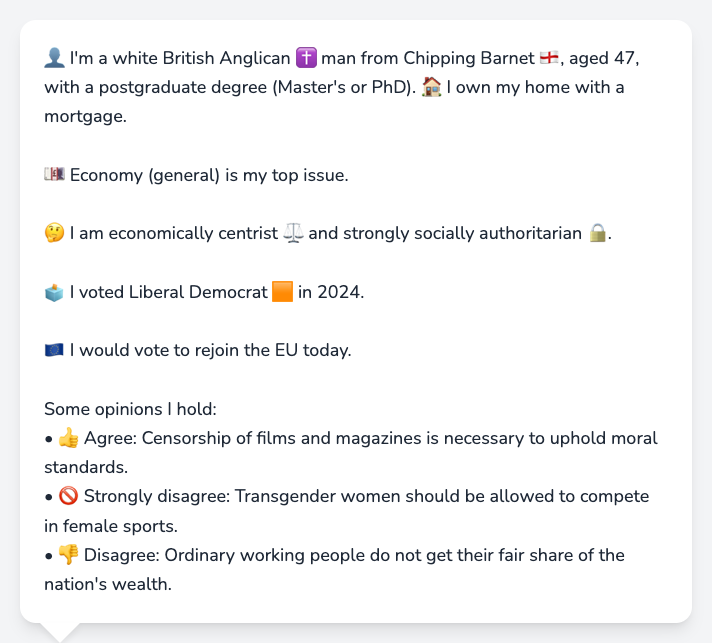 👤 I'm a white British Anglican ✝️ man from Chipping Barnet 🏴󠁧󠁢󠁥󠁮󠁧󠁿, aged 47,
with a postgraduate degree (Master's or PhD). 🏠 I own my home with a
mortgage.
💷 Economy (general) is my top issue.
🤔 I am economically centrist ⚖️ and strongly socially authoritarian 🔒.
🗳️ I voted Liberal Democrat 🟧 in 2024.
🇪🇺 I would vote to rejoin the EU today.
Some opinions I hold:
• 👍 Agree: Censorship of films and magazines is necessary to uphold moral
standards.
• 🚫 Strongly disagree: Transgender women should be allowed to compete
in female sports.
• 👎 Disagree: Ordinary working people do not get their fair share of the
nation's wealth.